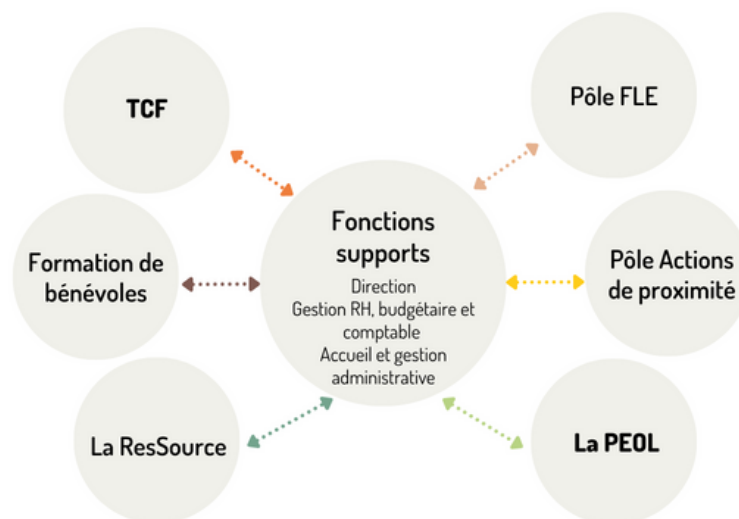 TCF
Pôle FLE
Fonctions
supports
Direction
Gestion RH, budgétaire et
comptable
Accueil et gestion
administrative
Formation de
bénévoles
Pôle Actions
de proximité
La ResSource
La PEOL